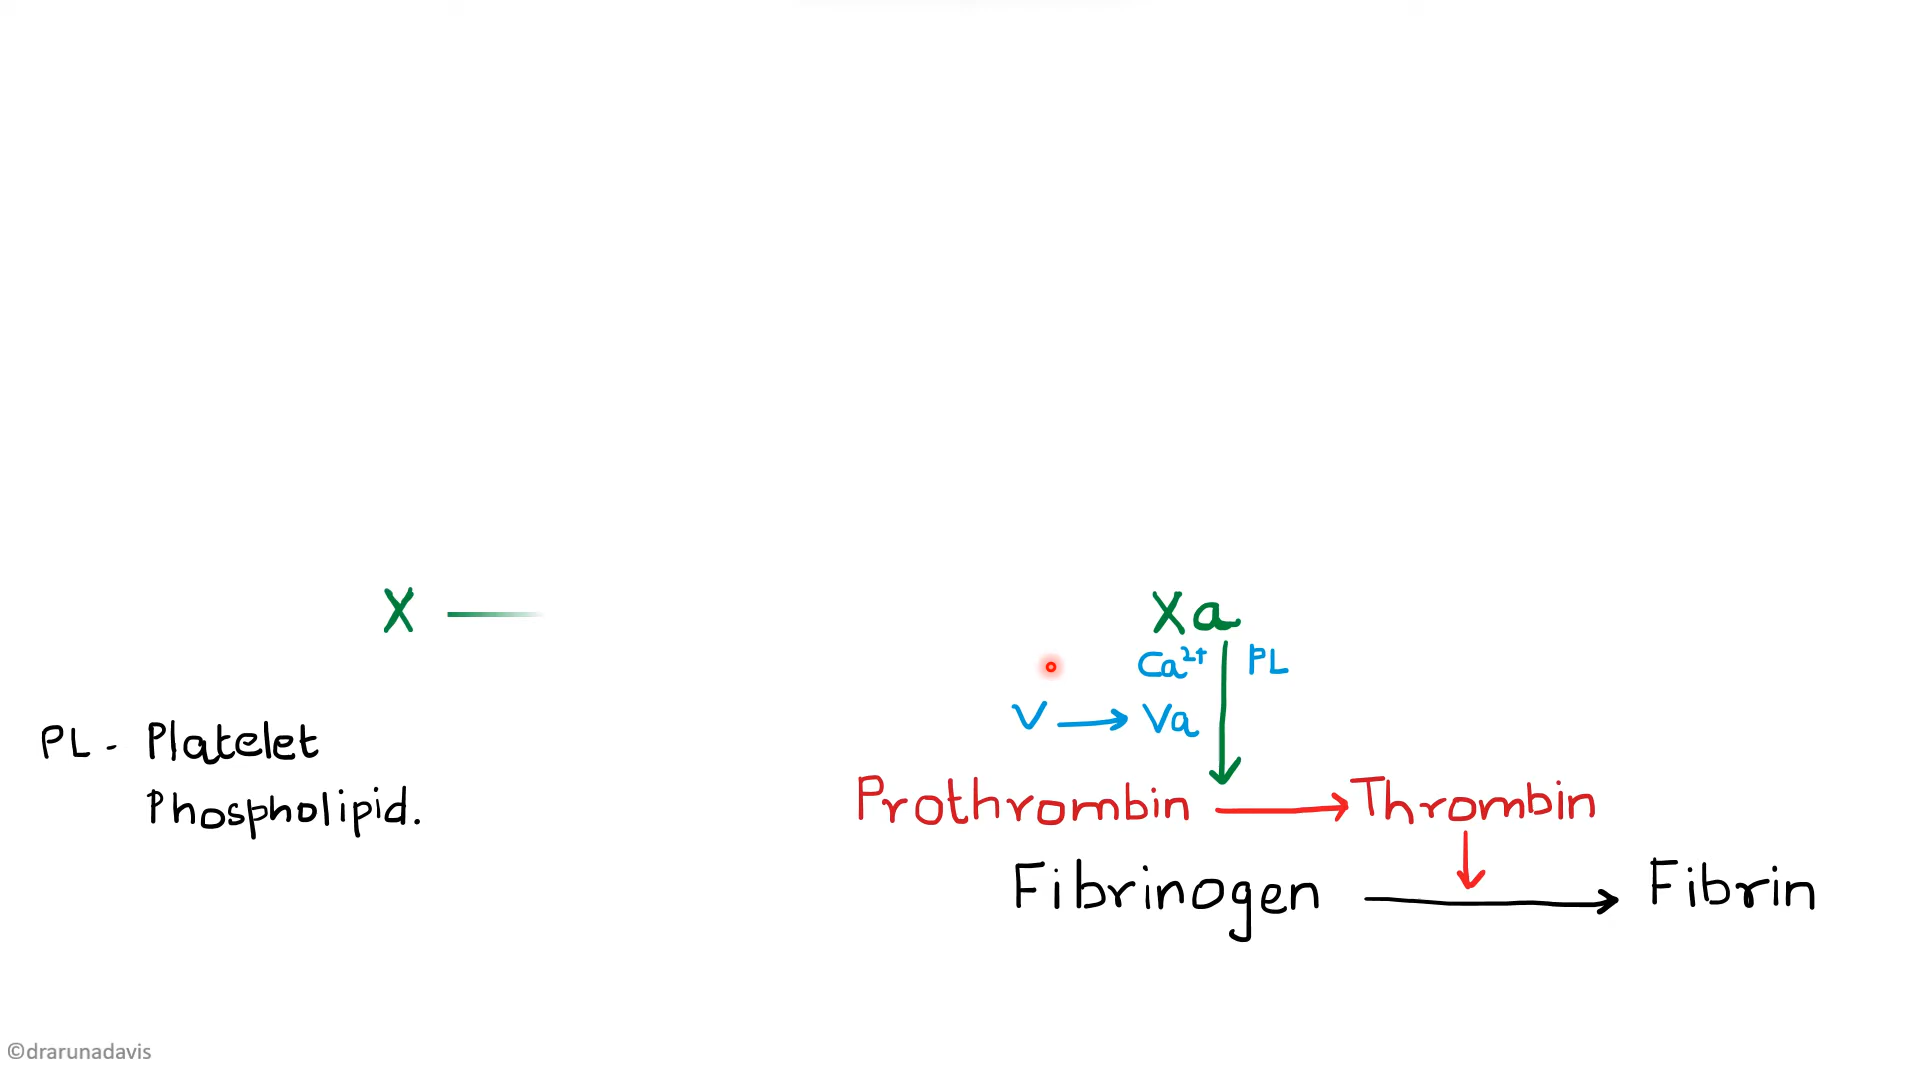 X Xa
Ca²⁺ PL
V → Va
PL - Platelet
Phospholipid.
Prothrombin → Thrombin
Fibrinogen → Fibrin
©drarunadavis